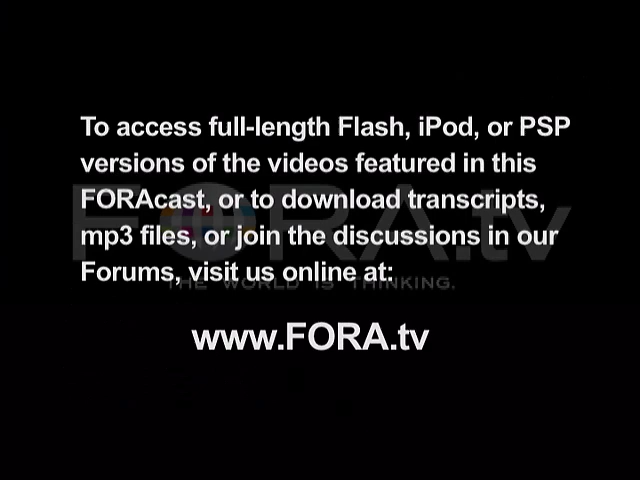 To access full-length Flash, iPod, or PSP
versions of the videos featured in this
FORAcast, or to download transcripts,
mp3 files, or join the discussions in our
Forums, visit us online at:
FORA.tv
THE WORLD IS THINKING.
www.FORA.tv